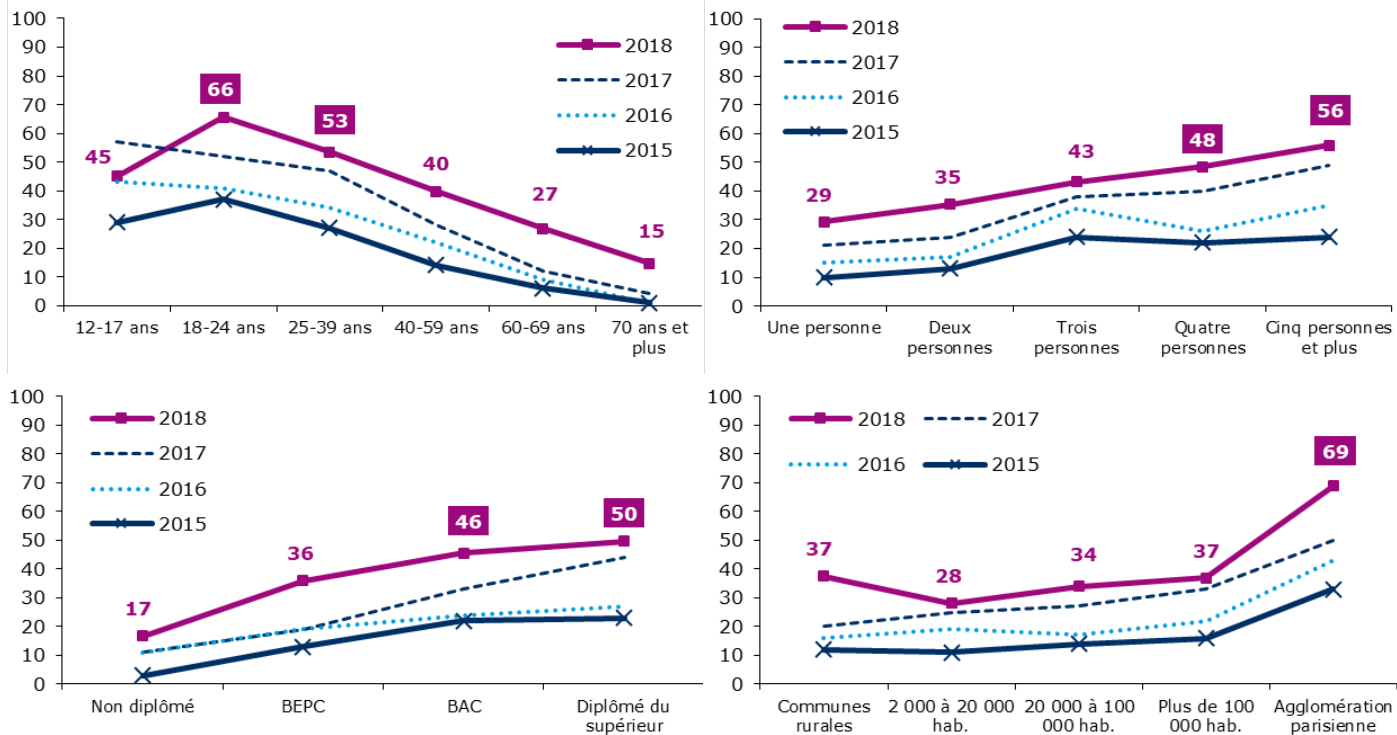 100
90
80
70
60
50
40
30
20
10
0
2018
2017
2016
2015
45
66
53
40
27
15
12-17 ans
18-24 ans
25-39 ans
40-59 ans
60-69 ans
70 ans et
plus
100
90
80
70
60
50
40
30
20
10
0
2018
2017
2016
2015
29
35
43
48
56
Une personne
Deux
personnes
Trois
personnes
Quatre
personnes
Cinq personnes
et plus
100
90
80
70
60
50
40
30
20
10
0
2018
2017
2016
2015
17
36
46
50
Non diplômé
BEPC
BAC
Diplômé du
supérieur
100
90
80
70
60
50
40
30
20
10
0
2018
2017
2016
2015
37
28
34
37
69
Communes
rurales
2 000 à 20 000
hab.
20 000 à 100
000 hab.
Plus de 100
000 hab.
Agglomération
parisienne